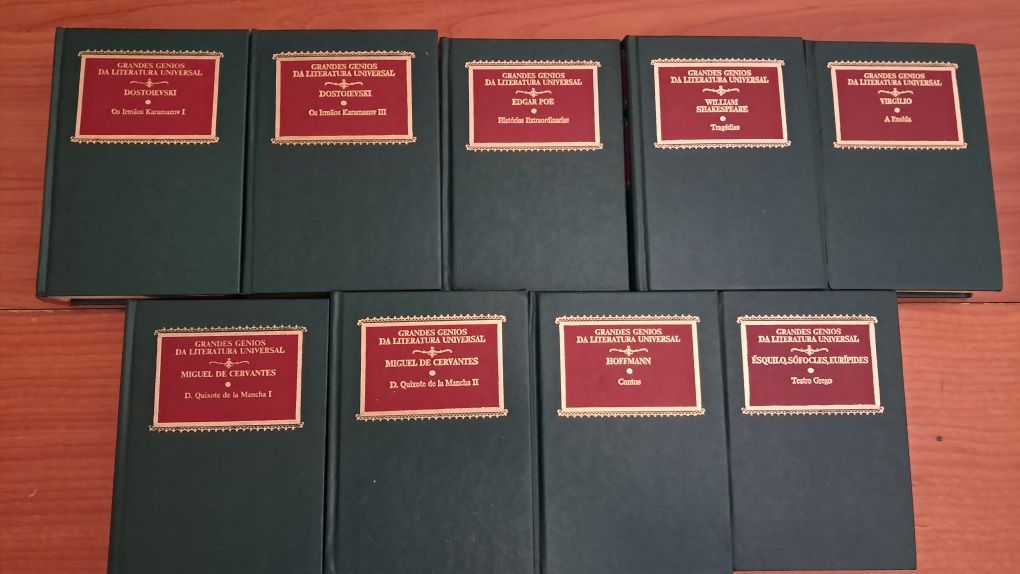 GRANDES GENIOS
DA LITERATURA UNIVERSAL
DOSTOIEVSKI
Os Irmãos Karamazov I
GRANDES GENIOS
DA LITERATURA UNIVERSAL
DOSTOIEVSKI
Os Irmãos Karamazov III
GRANDES GENIOS
DA LITERATURA UNIVERSAL
EDGAR POE
Histórias Extraordinarias
GRANDES GENIOS
DA LITERATURA UNIVERSAL
WILLIAM
SHAKESPEARE
Tragédias
GRANDES GENIOS
DA LITERATURA UNIVERSAL
VIRGILIO
A Eneida
GRANDES GENIOS
DA LITERATURA UNIVERSAL
MIGUEL DE CERVANTES
D. Quixote de la Mancha I
GRANDES GENIOS
DA LITERATURA UNIVERSAL
MIGUEL DE CERVANTES
D. Quixote de la Mancha II
GRANDES GENIOS
DA LITERATURA UNIVERSAL
HOFFMANN
Contos
GRANDES GENIOS
DA LITERATURA UNIVERSAL
ÉSQUILO, SÓFOCLES, EURÍPIDES
Teatro Grego